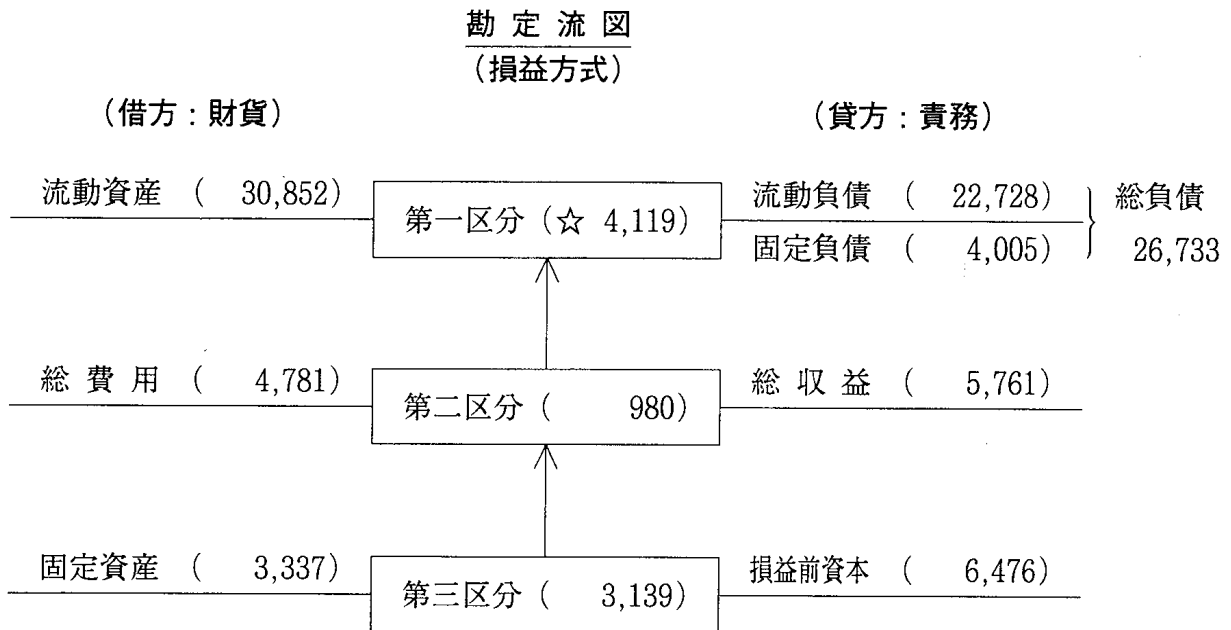 勘定流図
(損益方式)
(借方:財貨) (貸方:責務)
流動資産 ( 30,852) 第一区分 (☆ 4,119) 流動負債 ( 22,728) 総負債
固定負債 ( 4,005) 26,733
総費用 ( 4,781) 第二区分 ( 980) 総収益 ( 5,761)
固定資産 ( 3,337) 第三区分 ( 3,139) 損益前資本 ( 6,476)